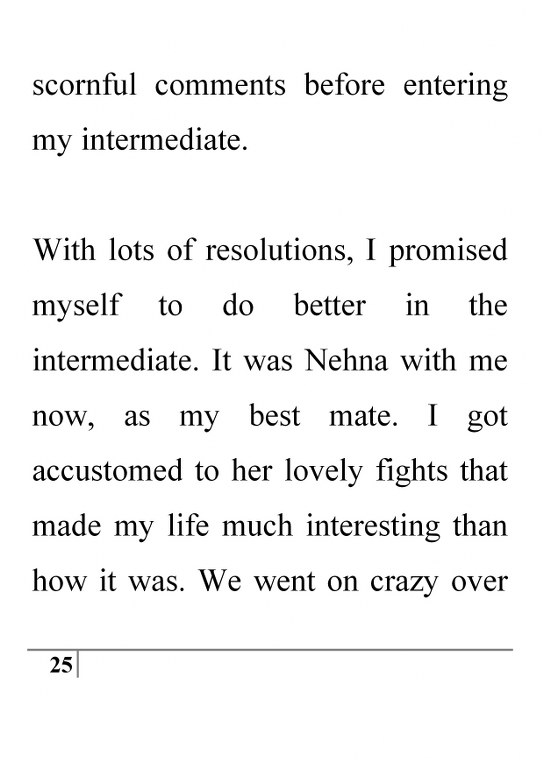 scornful comments before entering
my intermediate.
With lots of resolutions, I promised
myself to do better in the
intermediate. It was Nehna with me
now, as my best mate. I got
accustomed to her lovely fights that
made my life much interesting than
how it was. We went on crazy over
25